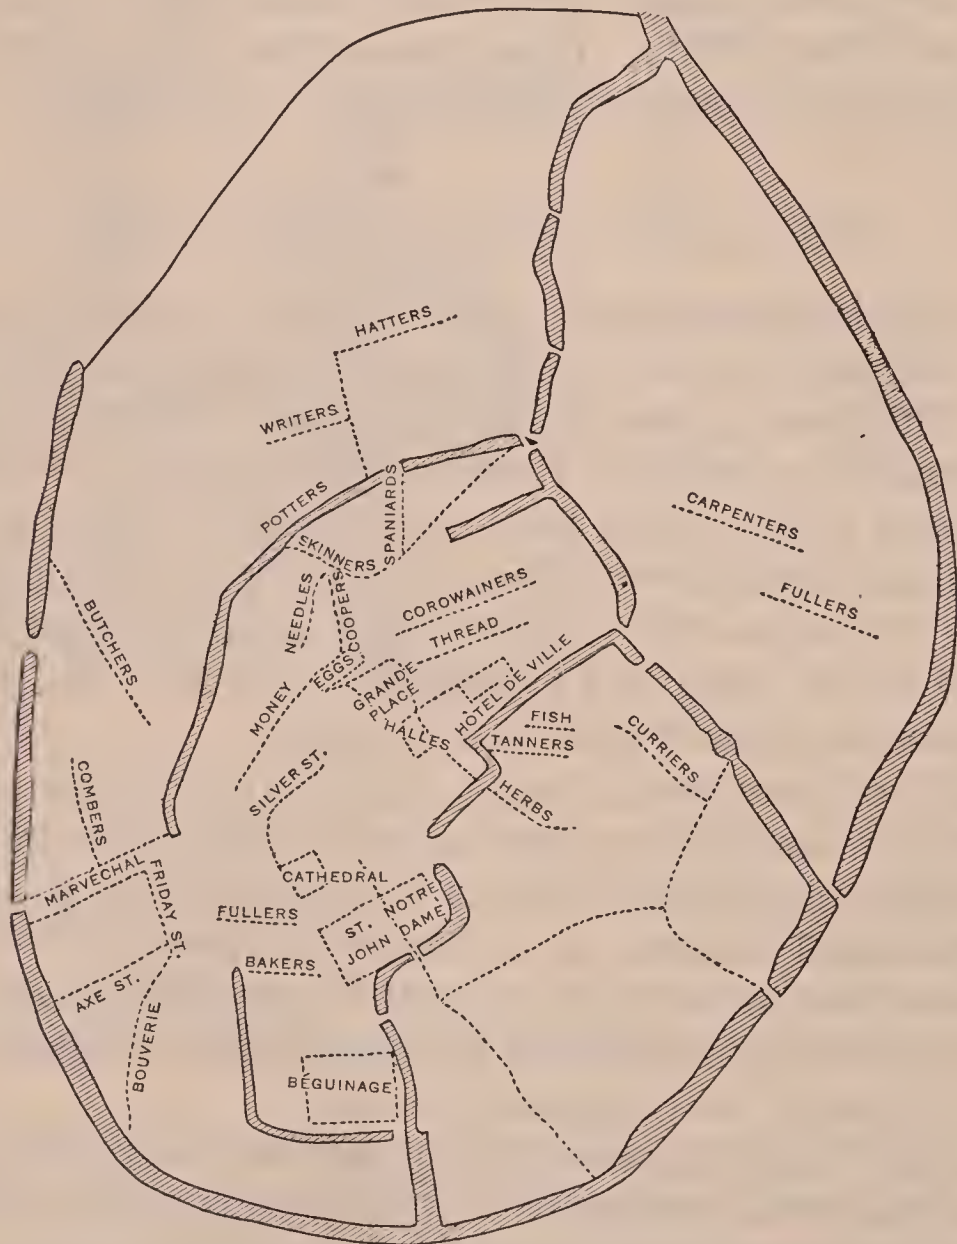 HATTERS
WRITERS
POTTERS
SPANIARDS
SKINNERS
CARPENTERS
FULLERS
NEEDLES
COOPERS
COROWAINERS
THREAD
BUTCHERS
EGGS
GRANDE
PLACE
HALLES
HÔTEL DE VILLE
MONEY
FISH
TANNERS
CURRIERS
HERBS
SILVER ST.
COMBERS
MARVECHAL
FRIDAY ST.
CATHEDRAL
FULLERS
ST.
JOHN
NOTRE
DAME
BAKERS
AXE ST.
BOUVERIE
BÉGUINAGE